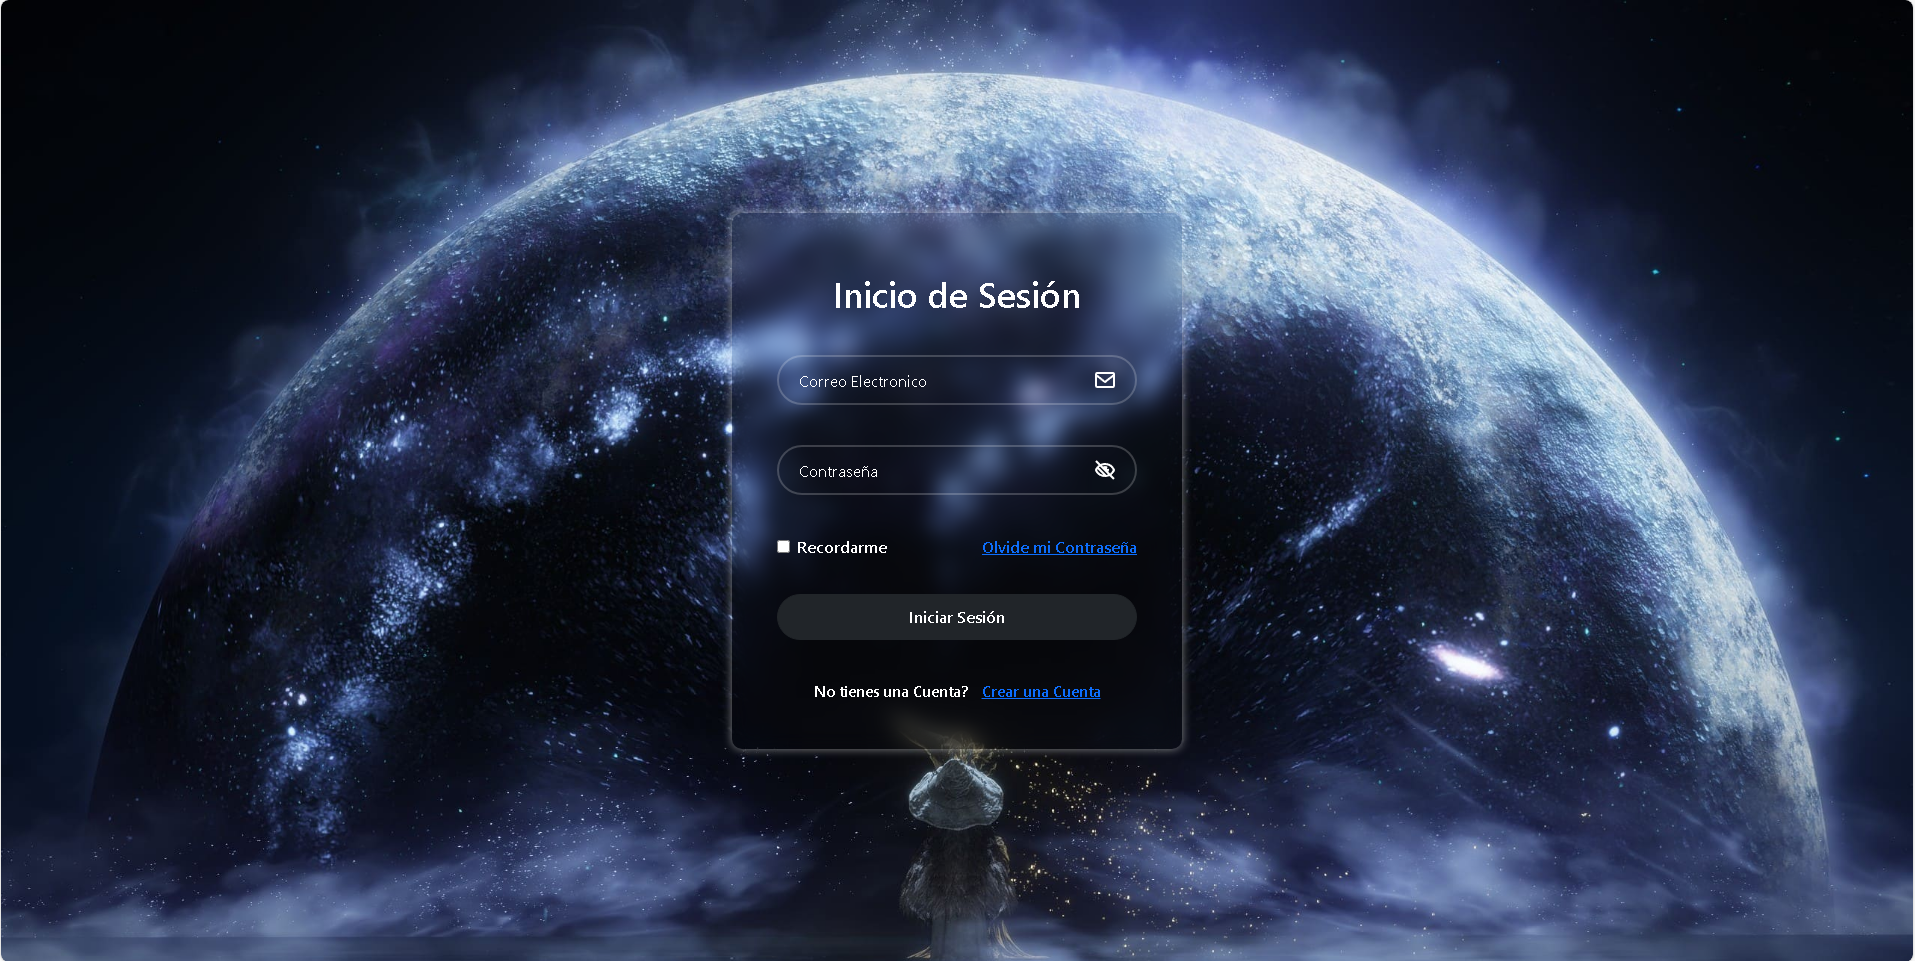 Inicio de Sesión
Correo Electronico
Contraseña
Recordarme Olvide mi Contraseña
Iniciar Sesión
No tienes una Cuenta? Crear una Cuenta